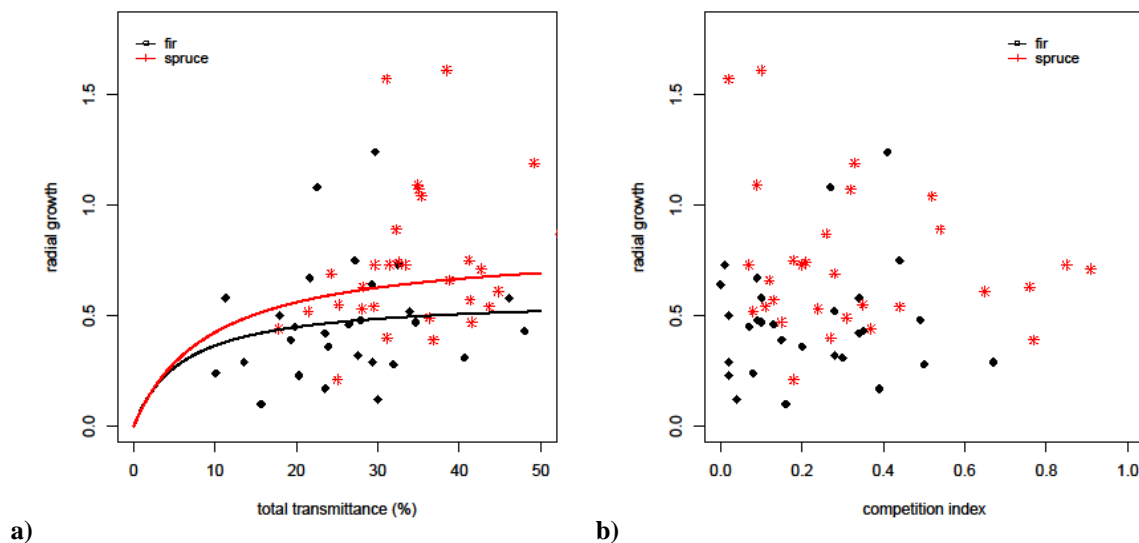 fir
spruce
radial growth
0.0 0.5 1.0 1.5
0 10 20 30 40 50
total transmittance (%)
a)
fir
spruce
radial growth
0.0 0.5 1.0 1.5
0.0 0.2 0.4 0.6 0.8 1.0
competition index
b)